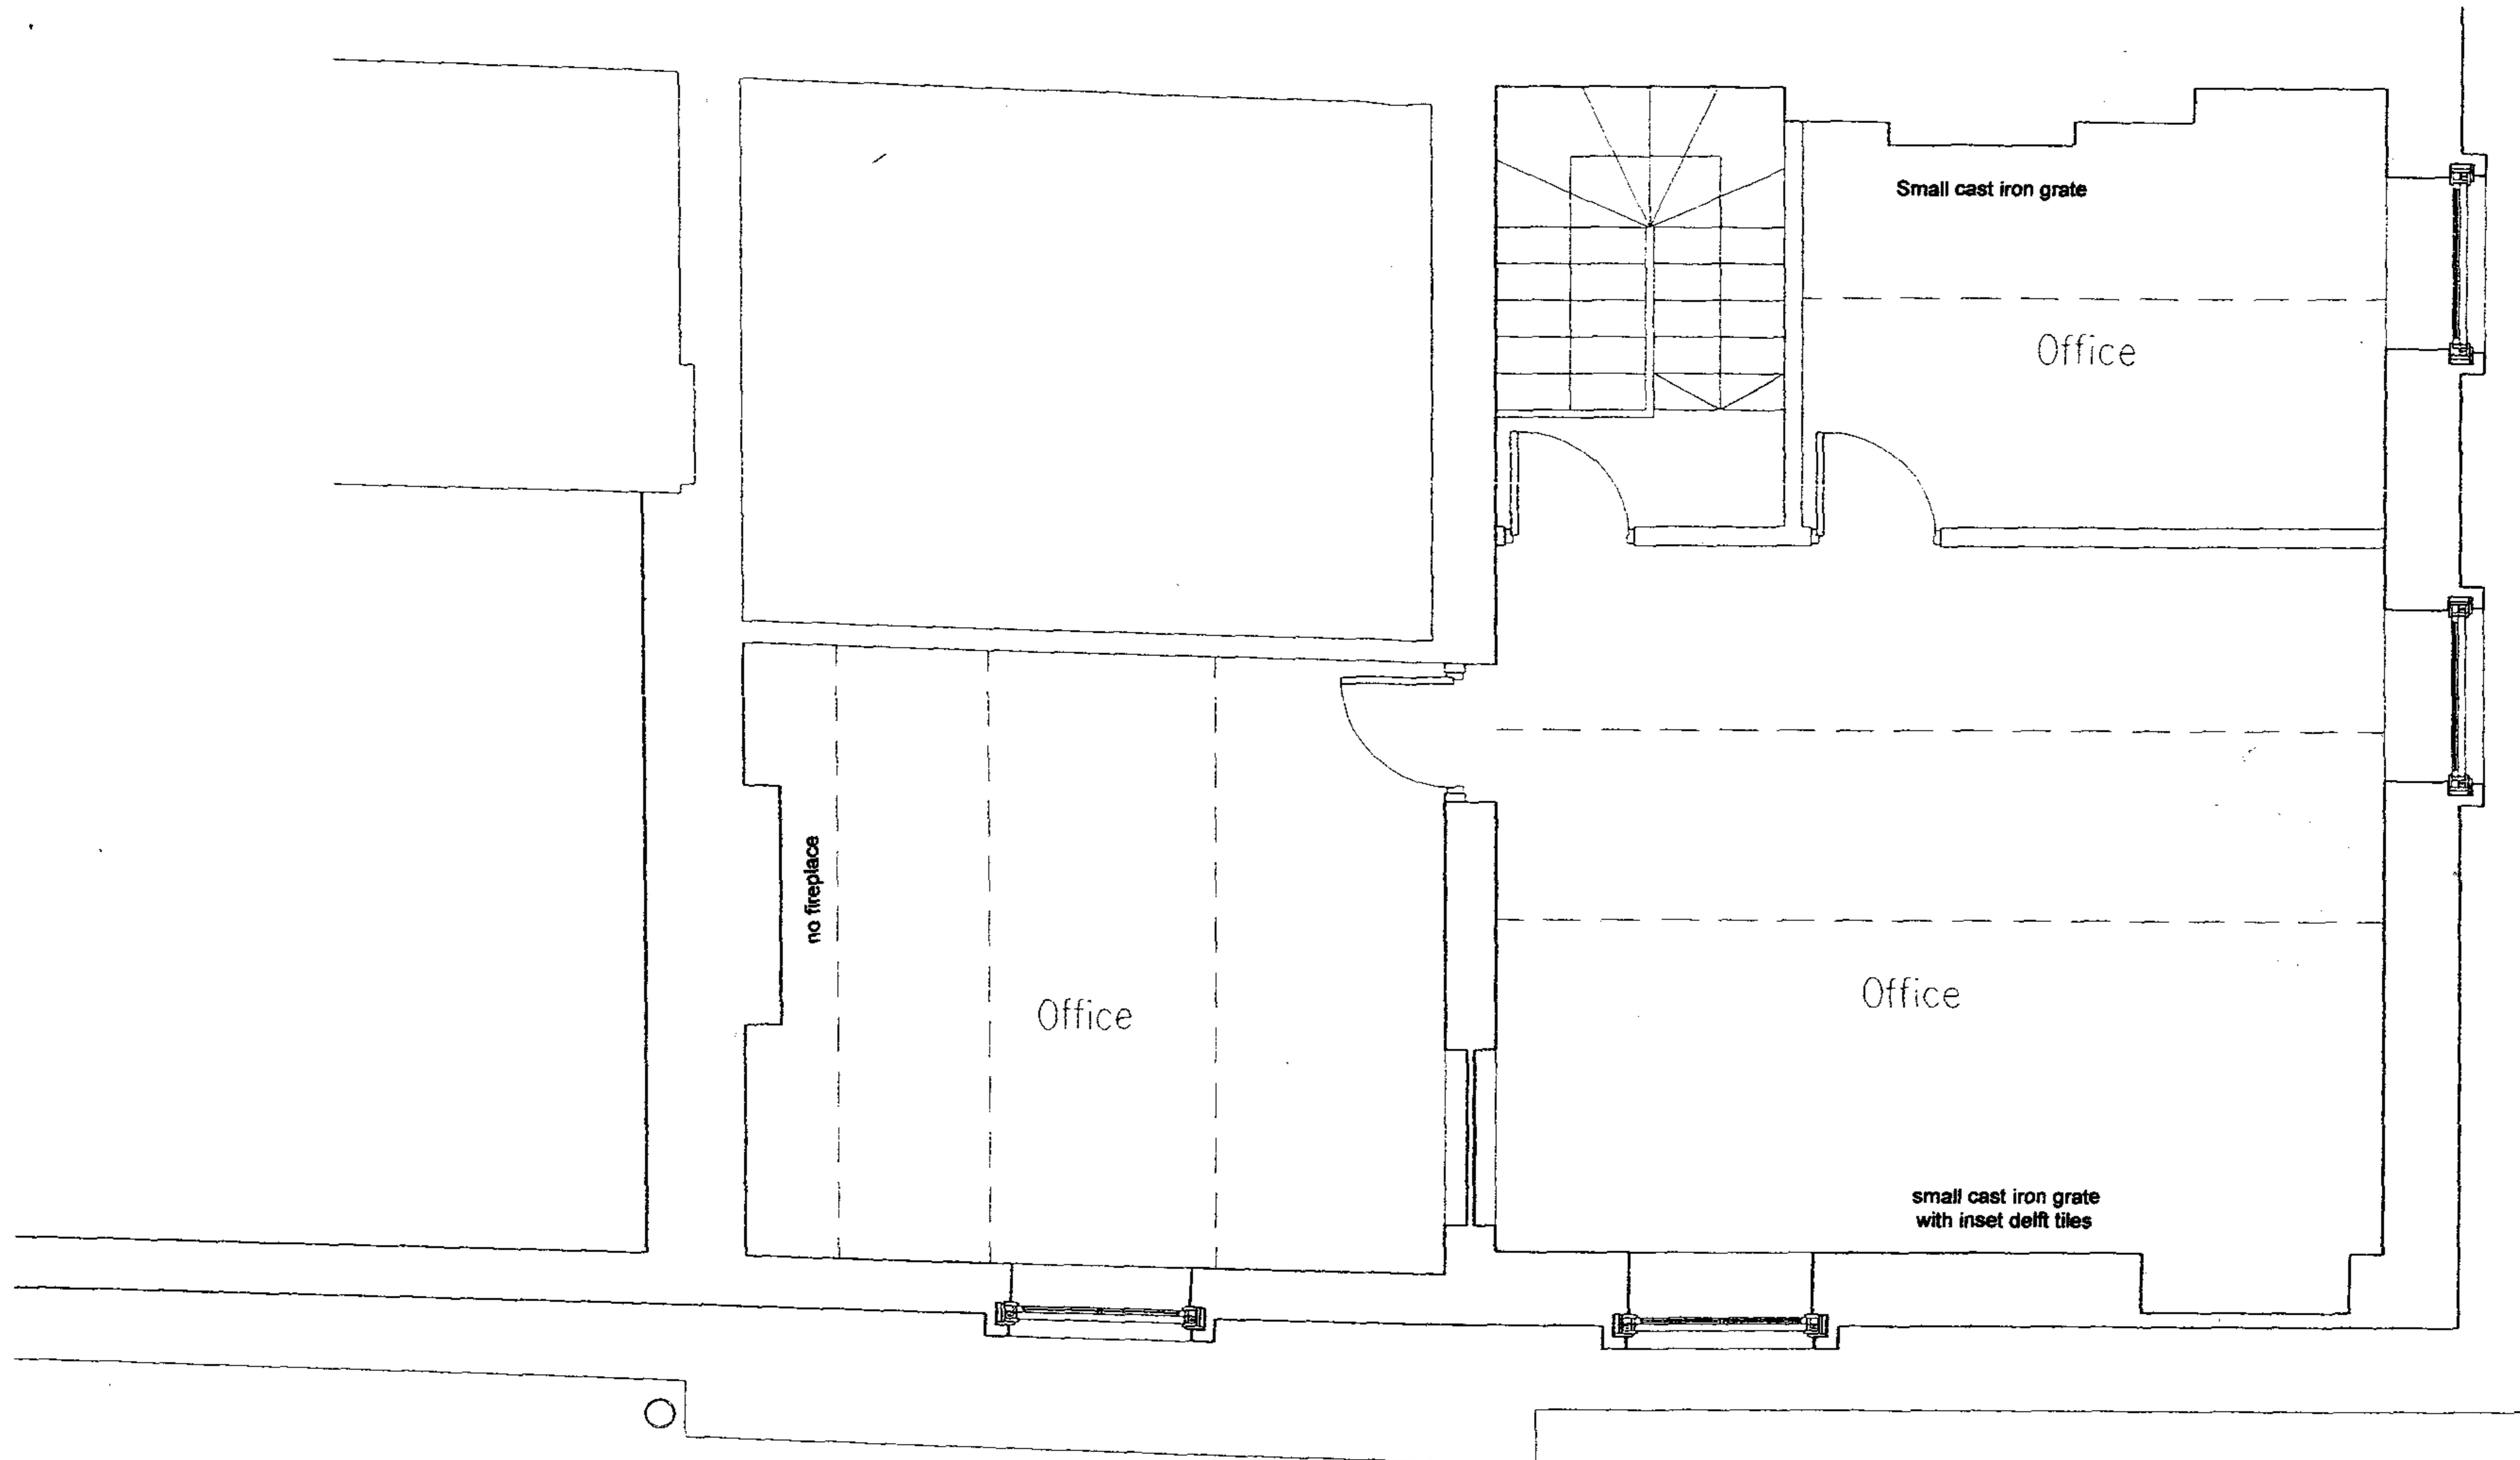 Small cast iron grate
Office
no fireplace
Office
Office
small cast iron grate
with inset delft tiles